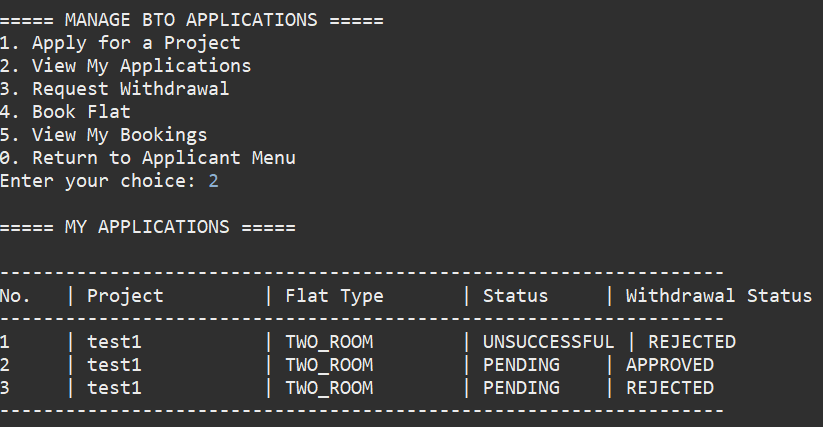 ===== MANAGE BTO APPLICATIONS =====
1. Apply for a Project
2. View My Applications
3. Request Withdrawal
4. Book Flat
5. View My Bookings
0. Return to Applicant Menu
Enter your choice: 2
===== MY APPLICATIONS =====
------------------------------------------------------------------
No.   | Project         | Flat Type       | Status     | Withdrawal Status
------------------------------------------------------------------
1     | test1           | TWO_ROOM        | UNSUCCESSFUL | REJECTED
2     | test1           | TWO_ROOM        | PENDING    | APPROVED
3     | test1           | TWO_ROOM        | PENDING    | REJECTED
------------------------------------------------------------------